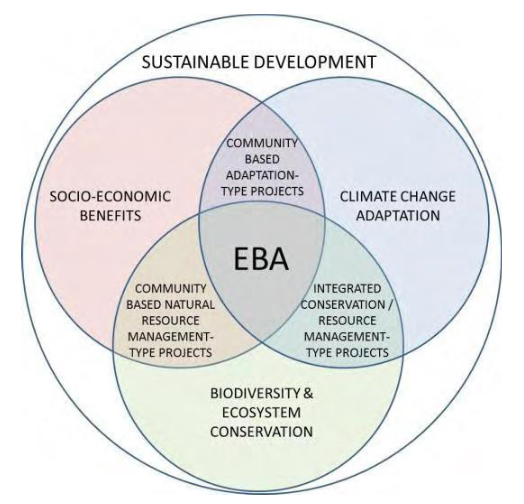 SUSTAINABLE DEVELOPMENT
COMMUNITY
BASED
ADAPTATION-
TYPE PROJECTS
SOCIO-ECONOMIC
BENEFITS
CLIMATE CHANGE
ADAPTATION
EBA
COMMUNITY
BASED NATURAL
RESOURCE
MANAGEMENT-
TYPE PROJECTS
INTEGRATED
CONSERVATION /
RESOURCE
MANAGEMENT-
TYPE PROJECTS
BIODIVERSITY &
ECOSYSTEM
CONSERVATION